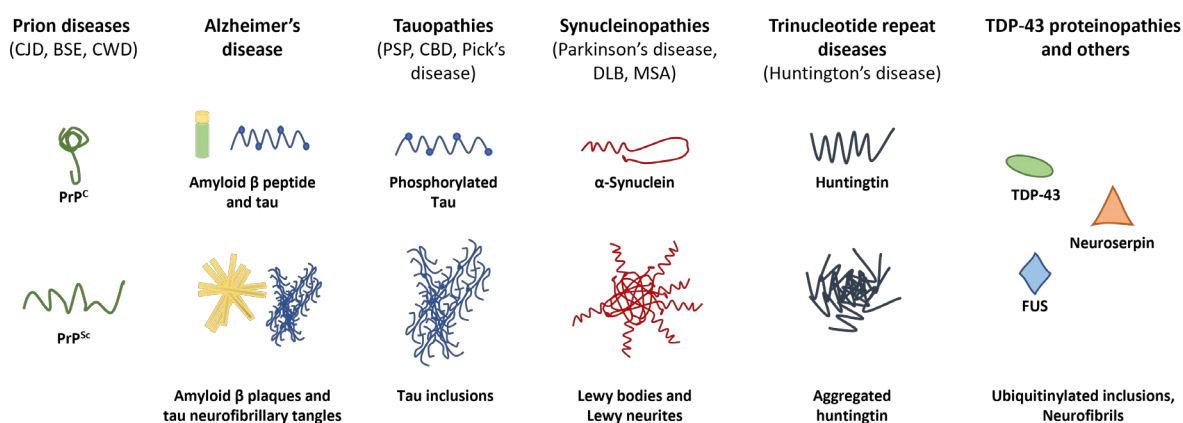 Prion diseases
(CJD, BSE, CWD)
PrPC
PrPSc
Alzheimer's
disease
Amyloid β peptide
and tau
Amyloid β plaques and
tau neurofibrillary tangles
Tauopathies
(PSP, CBD, Pick's
disease)
Phosphorylated
Tau
Tau inclusions
Synucleinopathies
(Parkinson's disease,
DLB, MSA)
α-Synuclein
Lewy bodies and
Lewy neurites
Trinucleotide repeat
diseases
(Huntington's disease)
Huntingtin
Aggregated
huntingtin
TDP-43 proteinopathies
and others
TDP-43
Neuroserpin
FUS
Ubiquitinylated inclusions,
Neurofibrils